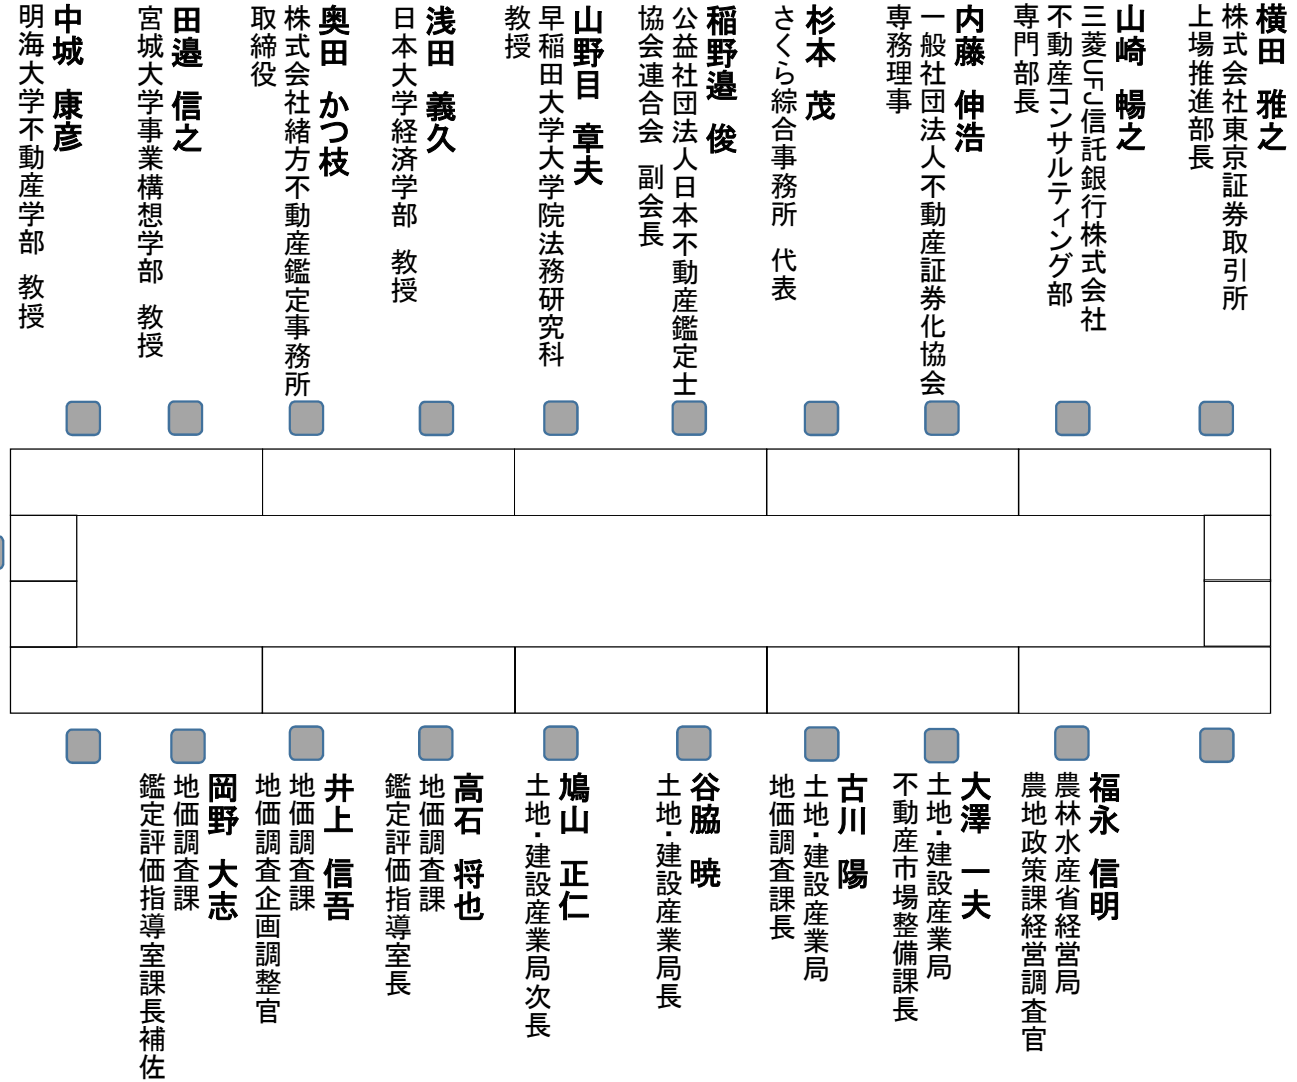 横田 雅之
株式会社東京証券取引所
上場推進部長
山崎 暢之
三菱UFJ信託銀行株式会社
不動産コンサルティング部
専門部長
内藤 伸浩
一般社団法人不動産証券化協会
専務理事
杉本 茂
さくら綜合事務所 代表
稲野邉 俊
公益社団法人日本不動産鑑定士
協会連合会 副会長
山野目 章夫
早稲田大学大学院法務研究科
教授
浅田 義久
日本大学経済学部 教授
奥田 かつ枝
株式会社緒方不動産鑑定事務所
取締役
田邉 信之
宮城大学事業構想学部 教授
中城 康彦
明海大学不動産学部 教授
福永 信明
農林水産省経営局
農地政策課経営調査官
大澤 一夫
土地・建設産業局
不動産市場整備課長
古川 陽
土地・建設産業局
地価調査課長
谷脇 暁
土地・建設産業局長
鳩山 正仁
土地・建設産業局次長
高石 将也
地価調査課
鑑定評価指導室長
井上 信吾
地価調査課
地価調査企画調整官
岡野 大志
地価調査課
鑑定評価指導室課長補佐